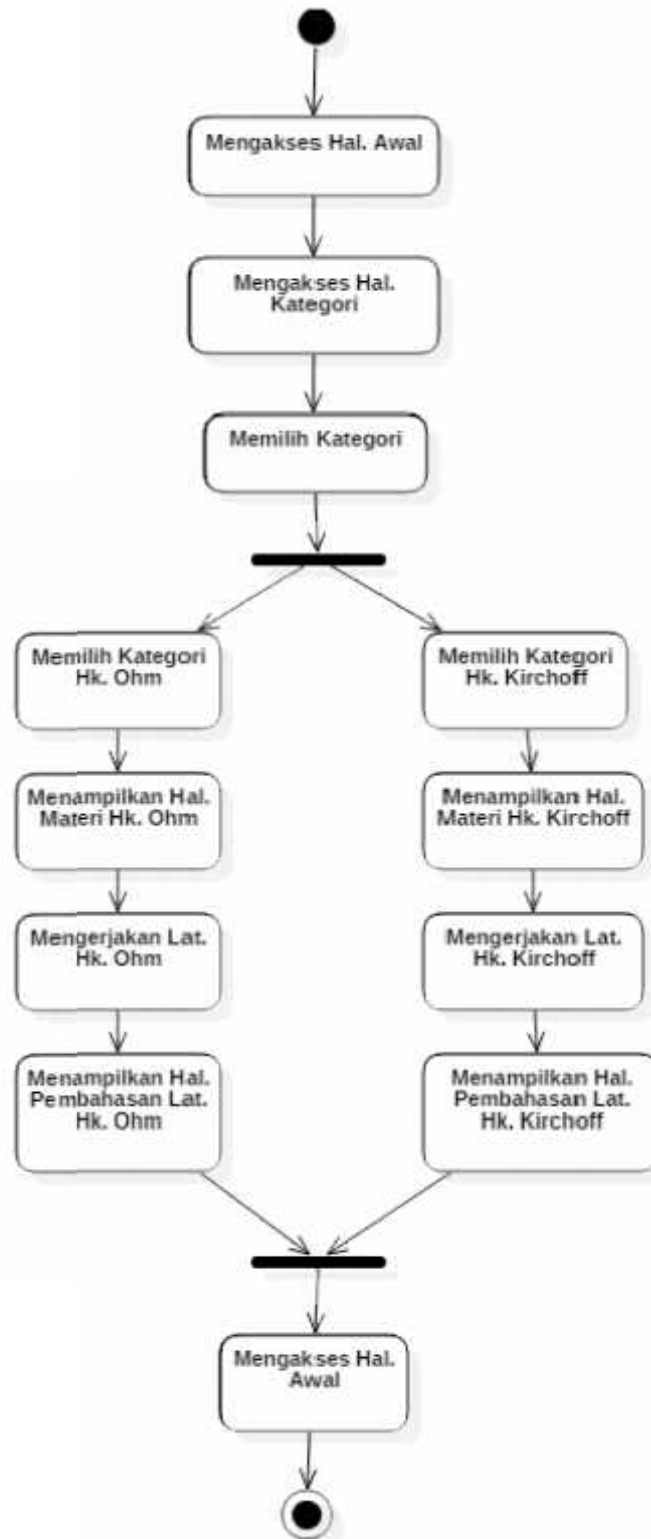 Mengakses Hal. Awal
Mengakses Hal.
Kategori
Memilih Kategori
Memilih Kategori
Hk. Ohm
Memilih Kategori
Hk. Kirchoff
Menampilkan Hal.
Materi Hk. Ohm
Menampilkan Hal.
Materi Hk. Kirchoff
Mengerjakan Lat.
Hk. Ohm
Mengerjakan Lat.
Hk. Kirchoff
Menampilkan Hal.
Pembahasan Lat.
Hk. Ohm
Menampilkan Hal.
Pembahasan Lat.
Hk. Kirchoff
Mengakses Hal.
Awal